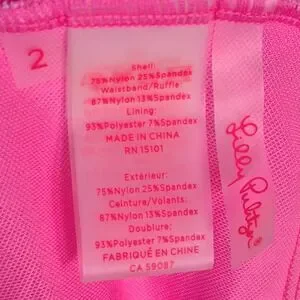 2
Shell:
75%Nylon 25%Spandex
Waistband/Ruffle:
87%Nylon 13%Spandex
Lining:
93%Polyester 7%Spandex
MADE IN CHINA
RN 15101
Extérieur:
75%Nylon 25%Spandex
Ceinture/Volants:
87%Nylon 13%Spandex
Doublure:
93%Polyester 7%Spandex
FABRIQUÉ EN CHINE
CA 59087
Lilly Pulitzer®